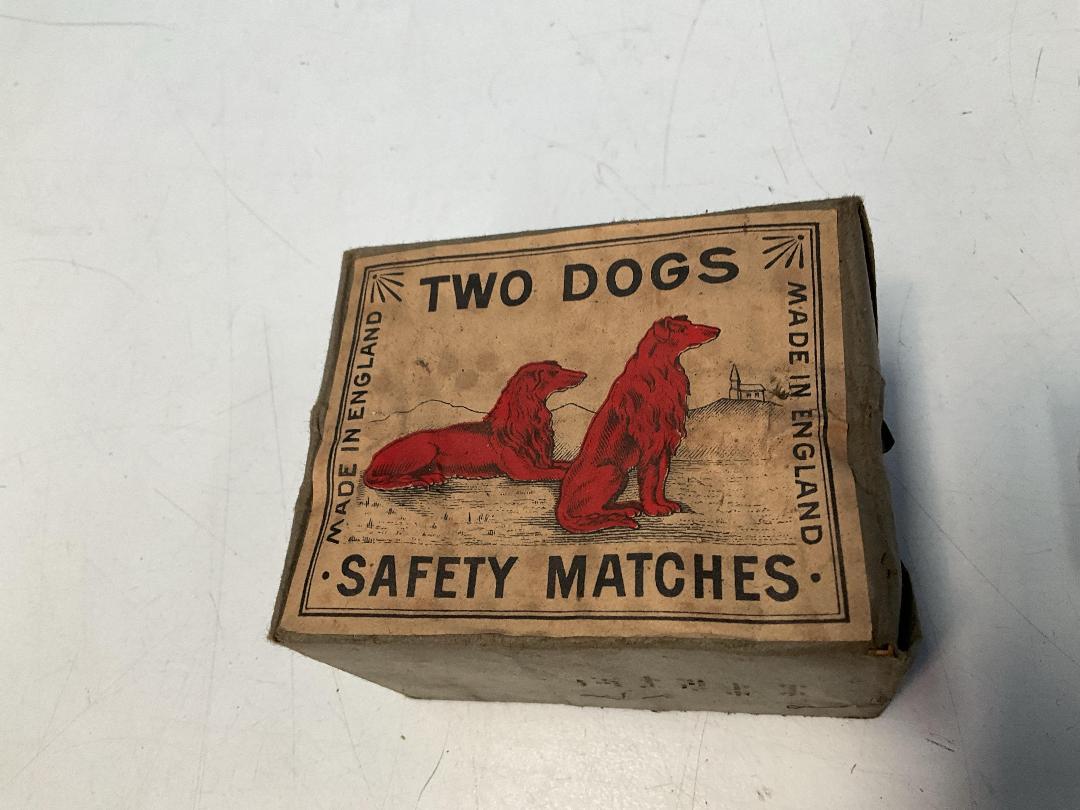 TWO DOGS
MADE IN ENGLAND
MADE IN ENGLAND
· SAFETY MATCHES ·